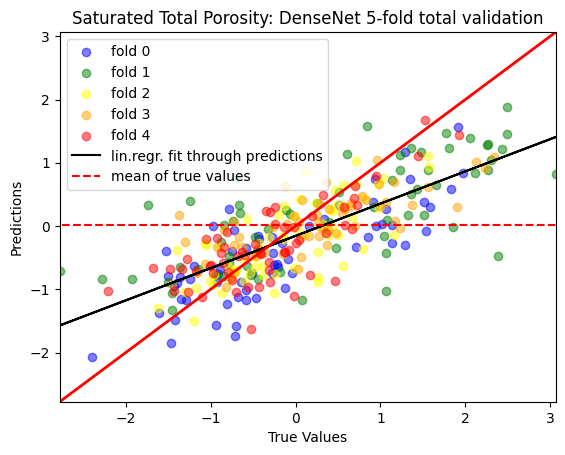 Saturated Total Porosity: DenseNet 5-fold total validation
fold 0
fold 1
fold 2
fold 3
fold 4
lin.regr. fit through predictions
mean of true values
3
2
1
0
−1
−2
Predictions
−2
−1
0
1
2
3
True Values